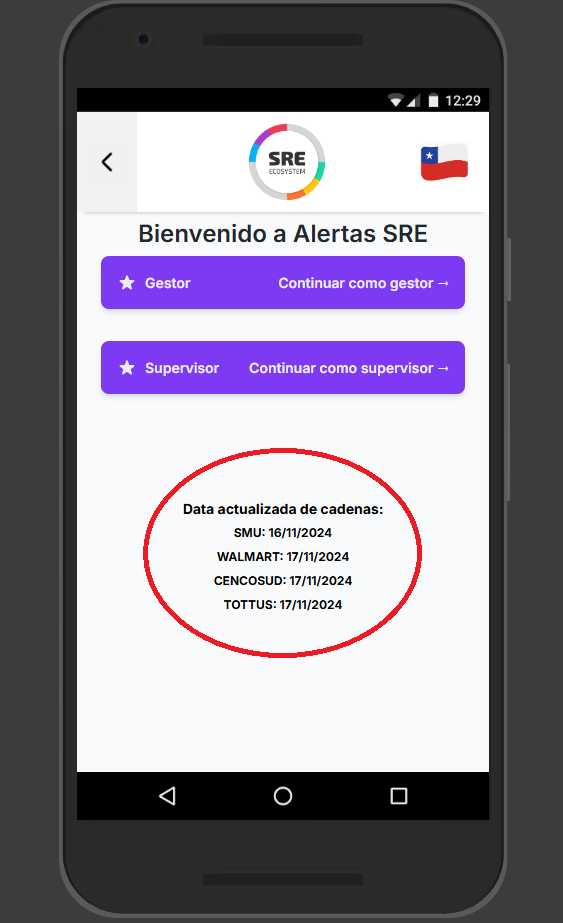 12:29
SRE
ECOSYSTEM
Bienvenido a Alertas SRE
Gestor Continuar como gestor →
Supervisor Continuar como supervisor →
Data actualizada de cadenas:
SMU: 16/11/2024
WALMART: 17/11/2024
CENCOSUD: 17/11/2024
TOTTUS: 17/11/2024